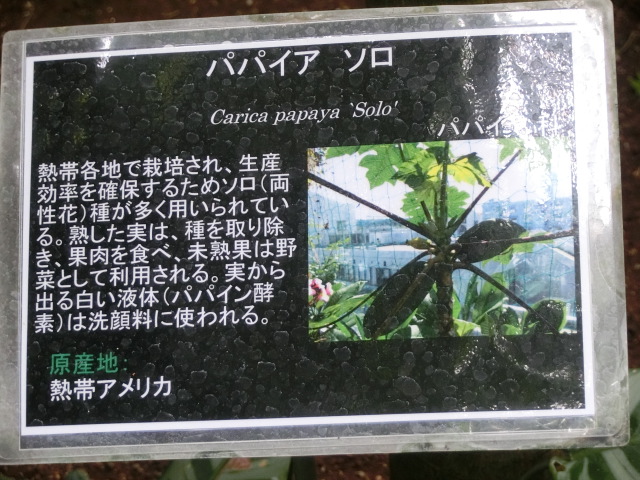 パパイア ソロ
Carica papaya 'Solo'
パパイ
熱帯各地で栽培され、生産
効率を確保するためソロ（両
性花）種が多く用いられてい
る。熟した実は、種を取り除
き、果肉を食べ、未熟果は野
菜として利用される。実から
出る白い液体（パパイン酵
素）は洗顔料に使われる。
原産地：
熱帯アメリカ